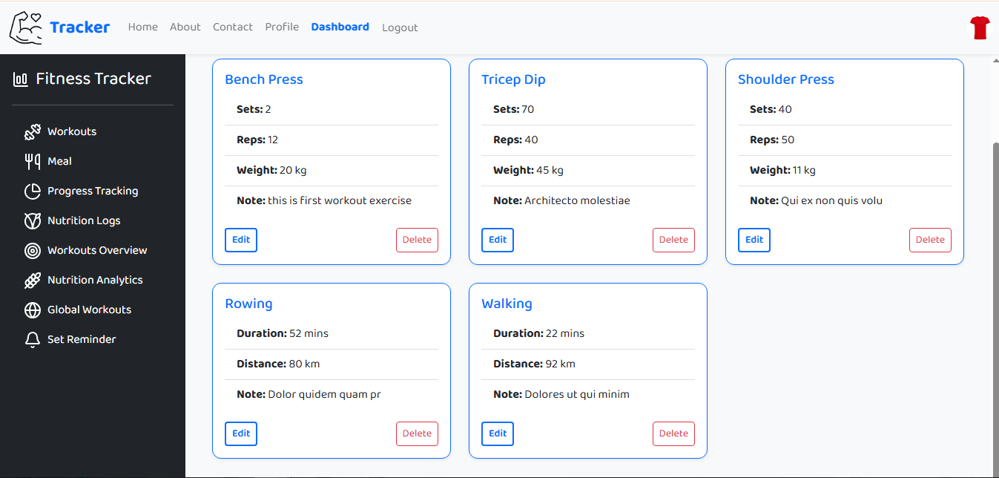 Tracker Home About Contact Profile Dashboard Logout
Fitness Tracker
Workouts
Meal
Progress Tracking
Nutrition Logs
Workouts Overview
Nutrition Analytics
Global Workouts
Set Reminder
Bench Press
Sets: 2
Reps: 12
Weight: 20 kg
Note: this is first workout exercise
Edit Delete
Tricep Dip
Sets: 70
Reps: 40
Weight: 45 kg
Note: Architecto molestiae
Edit Delete
Shoulder Press
Sets: 40
Reps: 50
Weight: 11 kg
Note: Qui ex non quis volu
Edit Delete
Rowing
Duration: 52 mins
Distance: 80 km
Note: Dolor quidem quam pr
Edit Delete
Walking
Duration: 22 mins
Distance: 92 km
Note: Dolores ut qui minim
Edit Delete